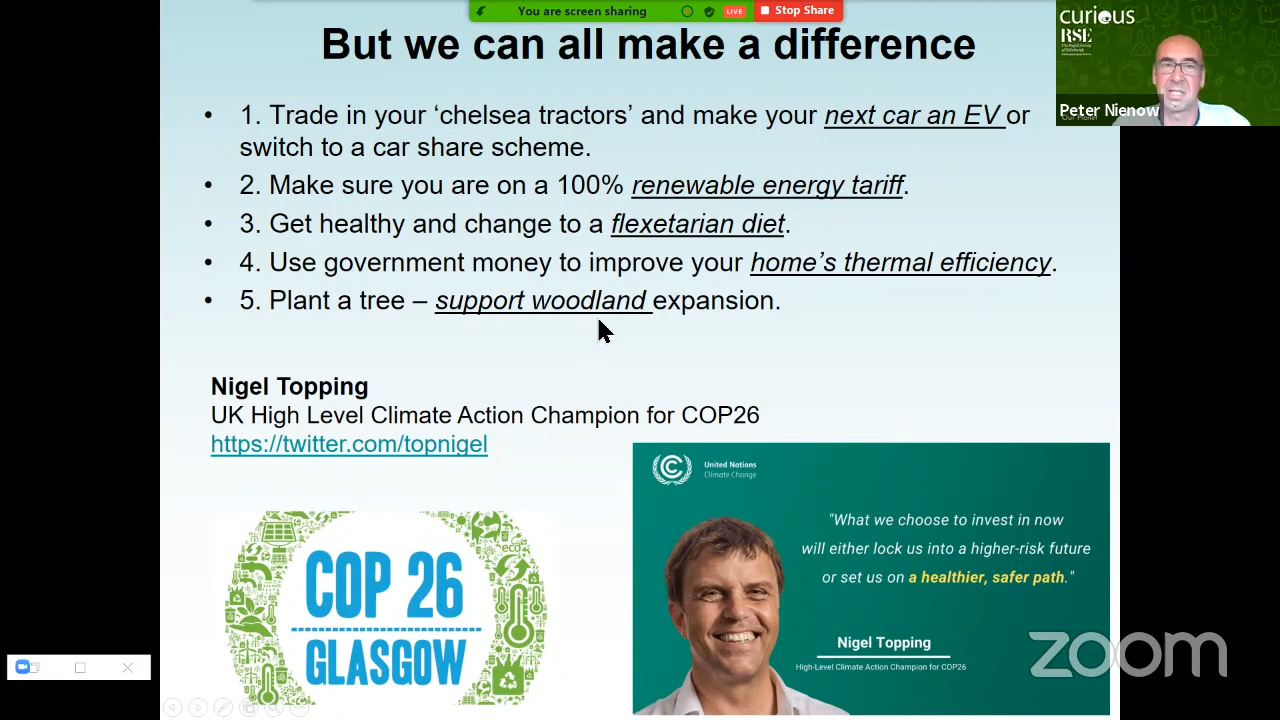 You are screen sharing
LIVE
Stop Share
But we can all make a difference
curious
RSE
Peter Nienow
• 1. Trade in your ‘chelsea tractors’ and make your next car an EV or
switch to a car share scheme.
• 2. Make sure you are on a 100% renewable energy tariff.
• 3. Get healthy and change to a flexetarian diet.
• 4. Use government money to improve your home’s thermal efficiency.
• 5. Plant a tree – support woodland expansion.
Nigel Topping
UK High Level Climate Action Champion for COP26
https://twitter.com/topnigel
United Nations
Climate Change
"What we choose to invest in now
will either lock us into a higher-risk future
or set us on a healthier, safer path."
Nigel Topping
High-Level Climate Action Champion for COP26
eco
COP 26
GLASGOW
zoom